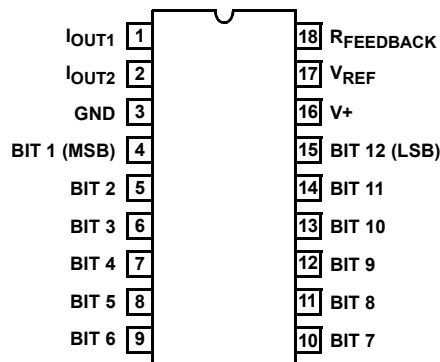 IOUT1 1 18 RFEEDBACK
IOUT2 2 17 VREF
GND 3 16 V+
BIT 1 (MSB) 4 15 BIT 12 (LSB)
BIT 2 5 14 BIT 11
BIT 3 6 13 BIT 10
BIT 4 7 12 BIT 9
BIT 5 8 11 BIT 8
BIT 6 9 10 BIT 7